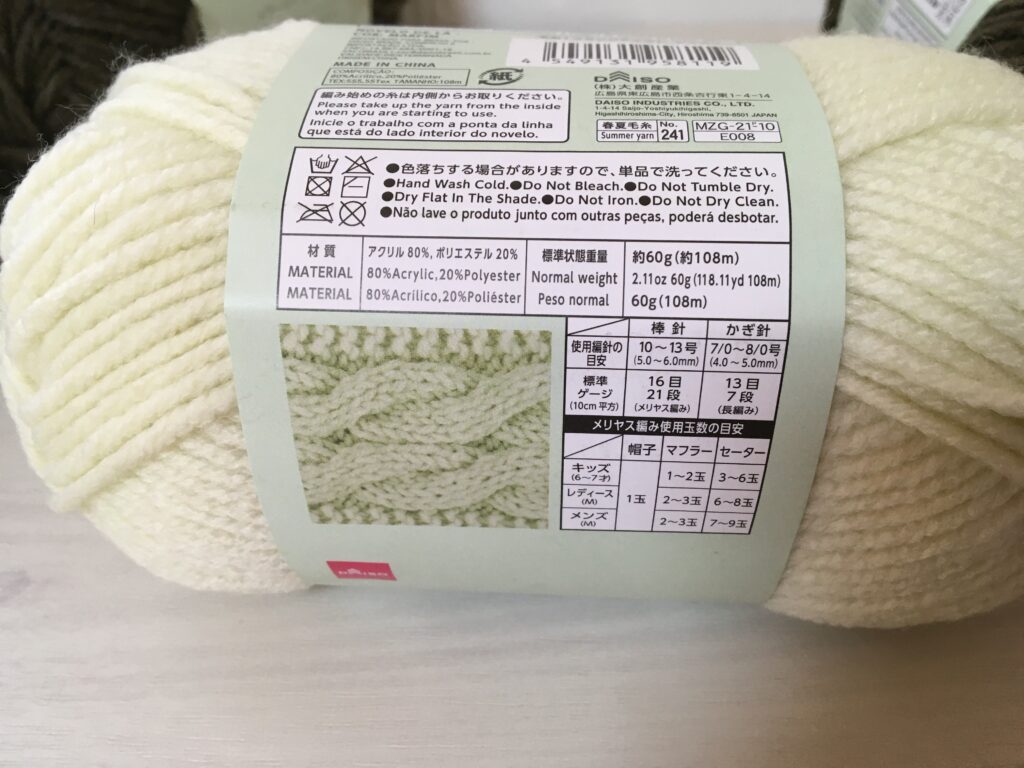 MADE IN CHINA
COMPOSIÇÃO:
80%Acrílico,20%Poliéster
TEX:555,55Tex TAMANHO:108m
紙
編み始めの糸は内側からお取りください。
Please take up the yarn from the inside
when you are starting to use.
Inicie o trabalho com a ponta da linha
que está do lado interior do novelo.
DAISO
(株)大創産業
広島県東広島市西条吉行東1-4-14
DAISO INDUSTRIES CO., LTD.
1-4-14 Saijo-Yoshiyukihigashi,
Higashihiroshima-City, Hiroshima 739-8501 JAPAN
春夏毛糸 No. MZG-21E10
Summer yarn 241 E008
●色落ちする場合がありますので、単品で洗ってください。
●Hand Wash Cold.●Do Not Bleach.●Do Not Tumble Dry.
●Dry Flat In The Shade.●Do Not Iron.●Do Not Dry Clean.
●Não lave o produto junto com outras peças, poderá desbotar.
材質 アクリル 80%, ポリエステル 20% 標準状態重量 約60g(約108m)
MATERIAL 80%Acrylic,20%Polyester Normal weight 2.11oz 60g(118.11yd 108m)
MATERIAL 80%Acrílico,20%Poliéster Peso normal 60g(108m)
棒針 かぎ針
使用編針の目安 10～13号 7/0～8/0号
(5.0～6.0mm) (4.0～5.0mm)
標準ゲージ 16目 13目
21段 7段
(10cm平方) (メリヤス編み) (長編み)
メリヤス編み使用玉数の目安
帽子 マフラー セーター
キッズ(6～7才) 1～2玉 3～6玉
レディース(M) 1玉 2～3玉 6～8玉
メンズ(M) 2～3玉 7～9玉
DAISO